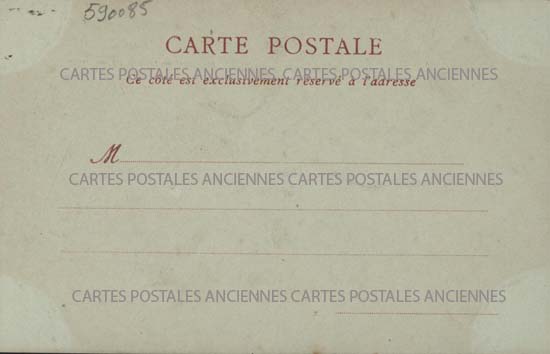 590085
CARTE POSTALE
CARTES POSTALES ANCIENNES CARTES POSTALES ANCIENNES
Ce côté est exclusivement réservé à l'adresse
M
CARTES POSTALES ANCIENNES CARTES POSTALES ANCIENNES
CARTES POSTALES ANCIENNES CARTES POSTALES ANCIENNES